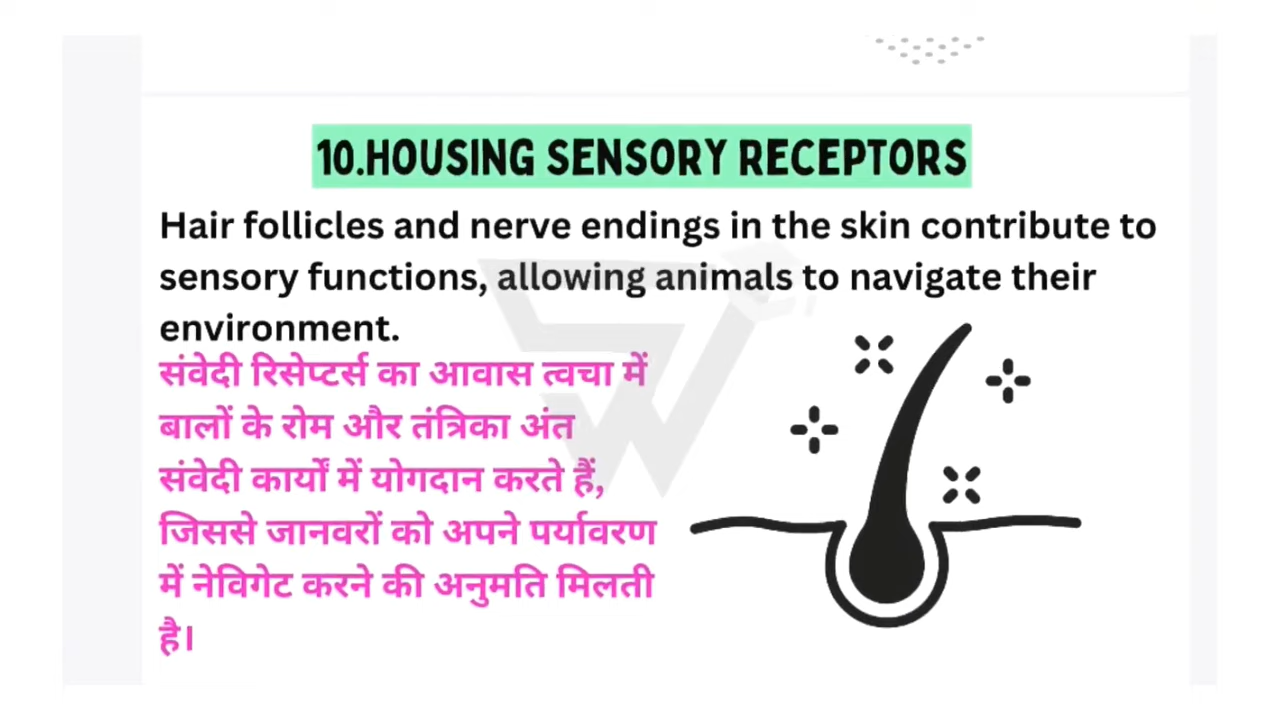 10.HOUSING SENSORY RECEPTORS
Hair follicles and nerve endings in the skin contribute to
sensory functions, allowing animals to navigate their
environment.
संवेदी रिसेप्टर्स का आवास त्वचा में
बालों के रोम और तंत्रिका अंत
संवेदी कार्यों में योगदान करते हैं,
जिससे जानवरों को अपने पर्यावरण
में नेविगेट करने की अनुमति मिलती
है।